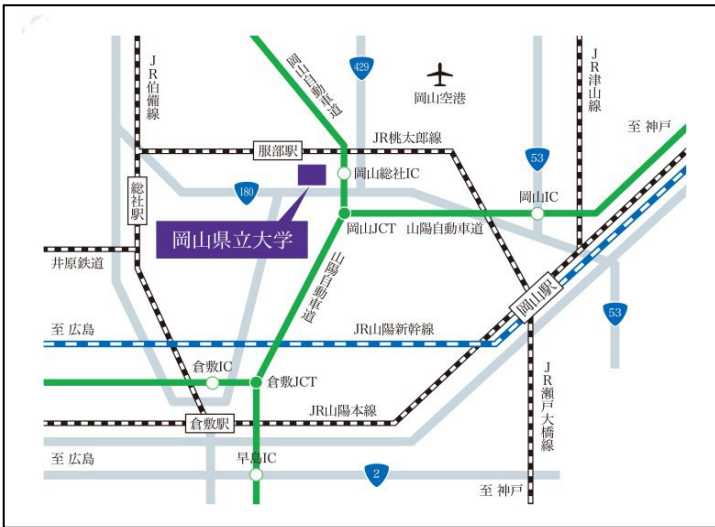 JR伯備線
岡山自動車道
429
岡山空港
JR津山線
至 神戸
JR桃太郎線
服部駅
53
岡山総社IC
総社駅
180
岡山IC
岡山県立大学
岡山JCT
山陽自動車道
井原鉄道
山陽自動車道
岡山駅
53
至 広島
JR山陽新幹線
倉敷IC
倉敷JCT
JR瀬戸大橋線
倉敷駅
JR山陽本線
至 広島
早島IC
2
至 神戸